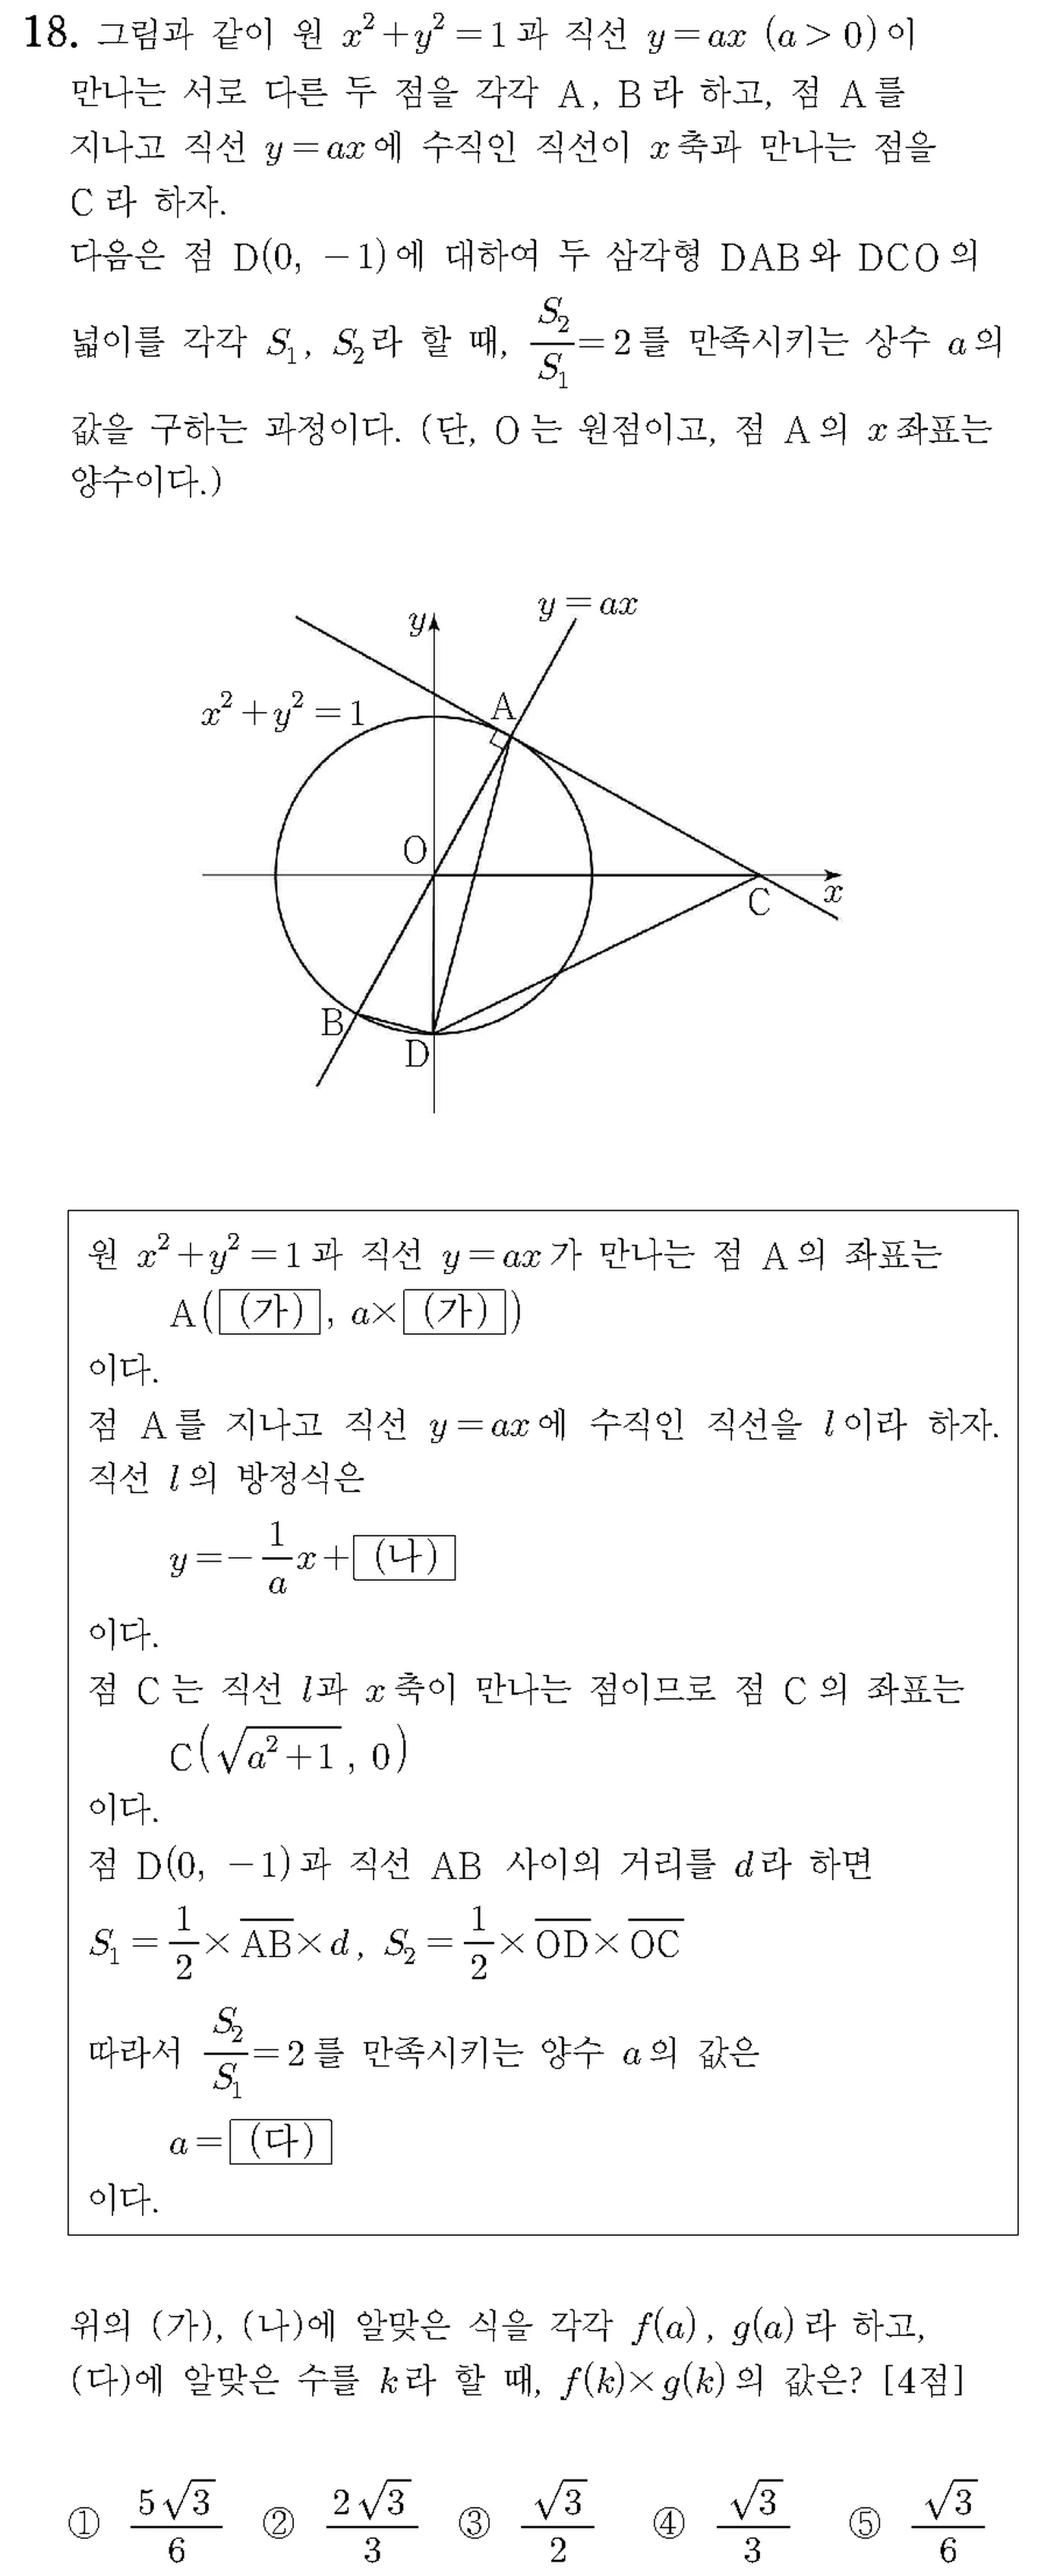 18. 그림과 같이 원 x²+y²=1과 직선 y=ax (a>0)이
만나는 서로 다른 두 점을 각각 A, B라 하고, 점 A를
지나고 직선 y=ax에 수직인 직선이 x축과 만나는 점을
C라 하자.
다음은 점 D(0, -1)에 대하여 두 삼각형 DAB와 DCO의
넓이를 각각 S₁, S₂라 할 때, S₂/S₁=2를 만족시키는 상수 a의
값을 구하는 과정이다. (단, O는 원점이고, 점 A의 x좌표는
양수이다.)
y=ax
y
x²+y²=1
A
O
C
x
B
D
원 x²+y²=1과 직선 y=ax가 만나는 점 A의 좌표는
A( (가) , a× (가) )
이다.
점 A를 지나고 직선 y=ax에 수직인 직선을 l이라 하자.
직선 l의 방정식은
y=-1/a x+ (나)
이다.
점 C는 직선 l과 x축이 만나는 점이므로 점 C의 좌표는
C(√(a²+1), 0)
이다.
점 D(0, -1)과 직선 AB 사이의 거리를 d라 하면
S₁=1/2×A̅B̅×d, S₂=1/2×O̅D̅×O̅C̅
따라서 S₂/S₁=2를 만족시키는 양수 a의 값은
a= (다)
이다.
위의 (가), (나)에 알맞은 식을 각각 f(a), g(a)라 하고,
(다)에 알맞은 수를 k라 할 때, f(k)×g(k)의 값은? [4점]
① 5√3/6 ② 2√3/3 ③ √3/2 ④ √3/3 ⑤ √3/6